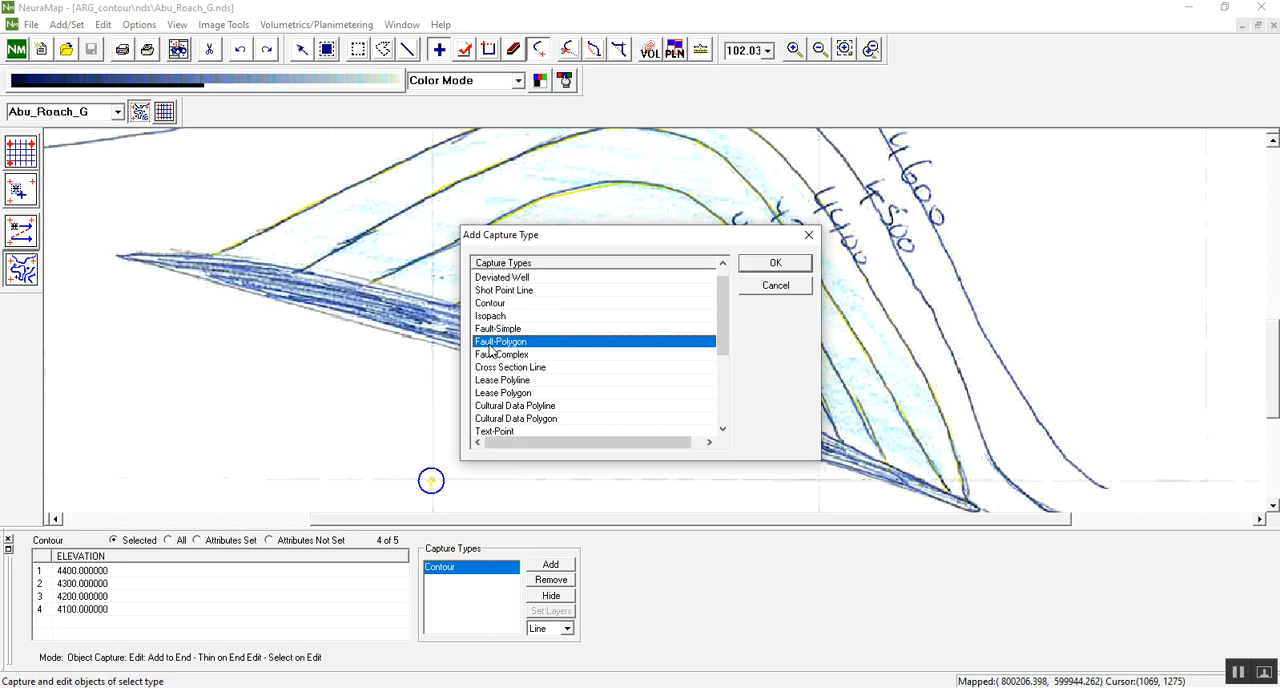 NeuraMap - [ARG_contour\nds\Abu_Roach_G.nds]
File Add/Set Edit Options View Image Tools Volumetrics/Planimetering Window Help
NM VOL PLN 102.03
Color Mode
Abu_Roach_G
4600
4500
4400
Add Capture Type
Capture Types
Deviated Well
Shot Point Line
Contour
Isopach
Fault-Simple
Fault-Polygon
Fault-Complex
Cross Section Line
Lease Polyline
Lease Polygon
Cultural Data Polyline
Cultural Data Polygon
Text-Point
OK
Cancel
Contour Selected All Attributes Set Attributes Not Set 4 of 5
ELEVATION
1 4400.000000
2 4300.000000
3 4200.000000
4 4100.000000
Capture Types
Contour
Add
Remove
Hide
Set Layers
Line
Mode: Object Capture: Edit: Add to End - Thin on End Edit - Select on Edit
Capture and edit objects of select type
Mapped:( 800206.398, 599944.262) Cursor:(1069, 1275)